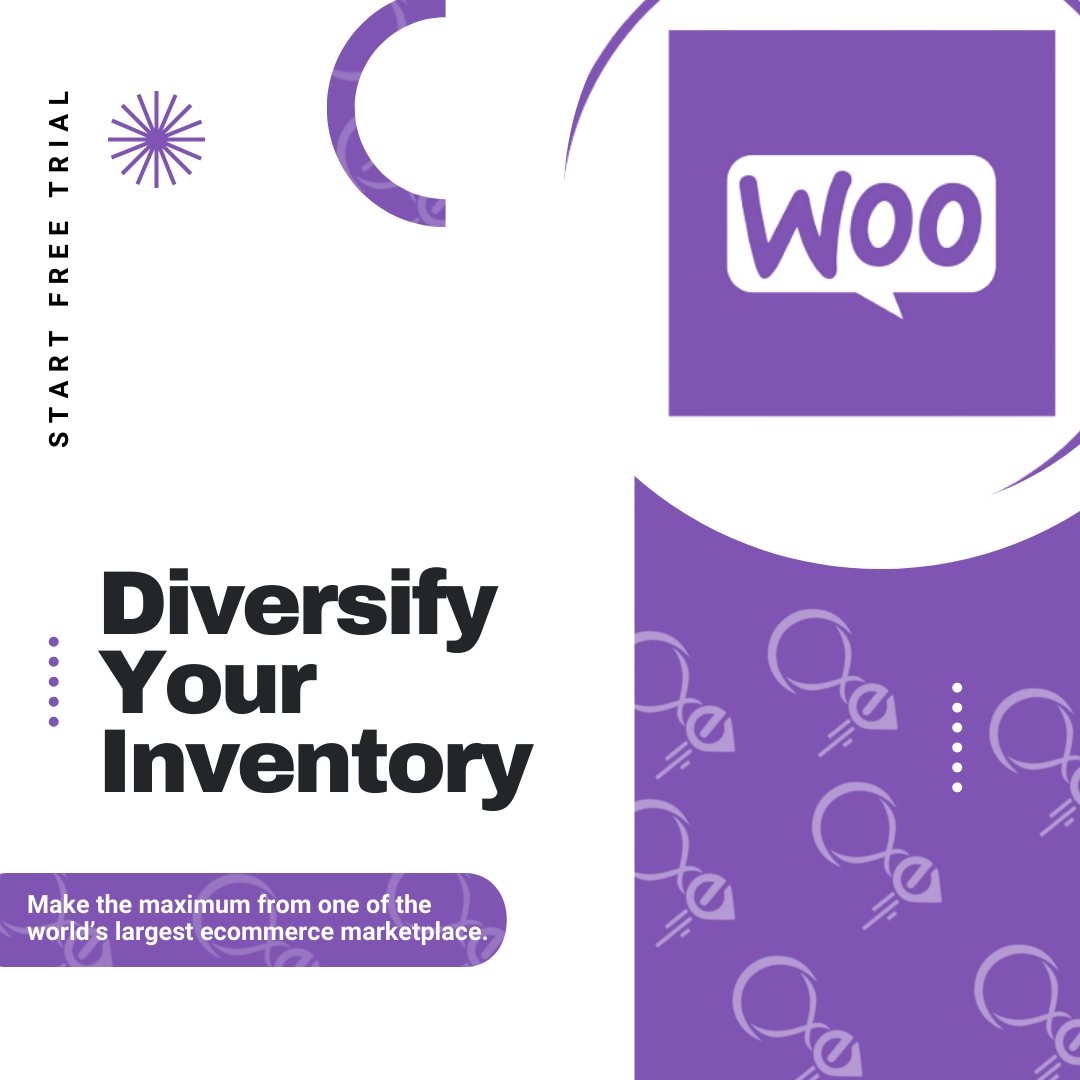 START FREE TRIAL
WOO
Diversify
Your
Inventory
Make the maximum from one of the
world’s largest ecommerce marketplace.